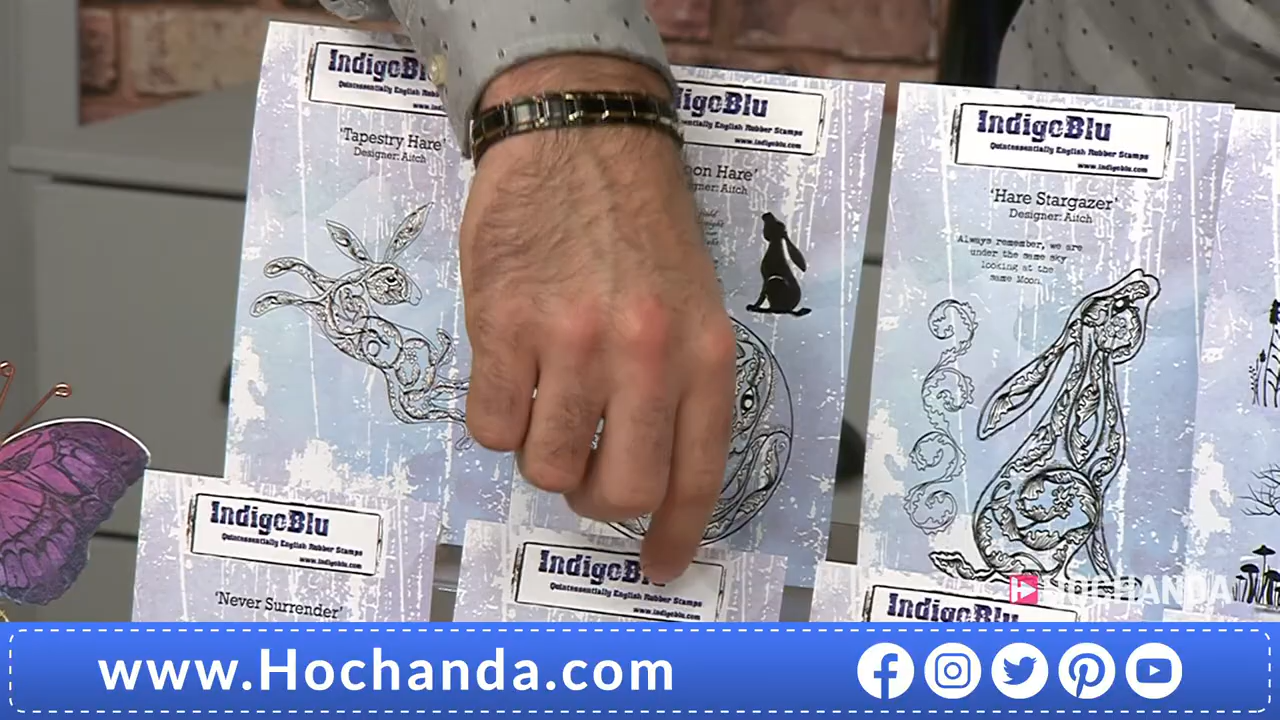 IndigoBlu
Quintessentially English Rubber Stamps
www.indigoblu.com
'Hare Stargazer'
Designer: Aitch
Always remember, we are
under the same sky
looking at the
same Moon.
'Tapestry Hare'
Designer: Aitch
IndigoBlu
www.indigoblu.com
Designer: Aitch
IndigoBlu
Quintessentially English Rubber Stamps
www.indigoblu.com
'Never Surrender'
IndigoBlu
Quintessentially English Rubber Stamps
www.indigoblu.com
IndigoBlu
HOCHANDA
www.Hochanda.com